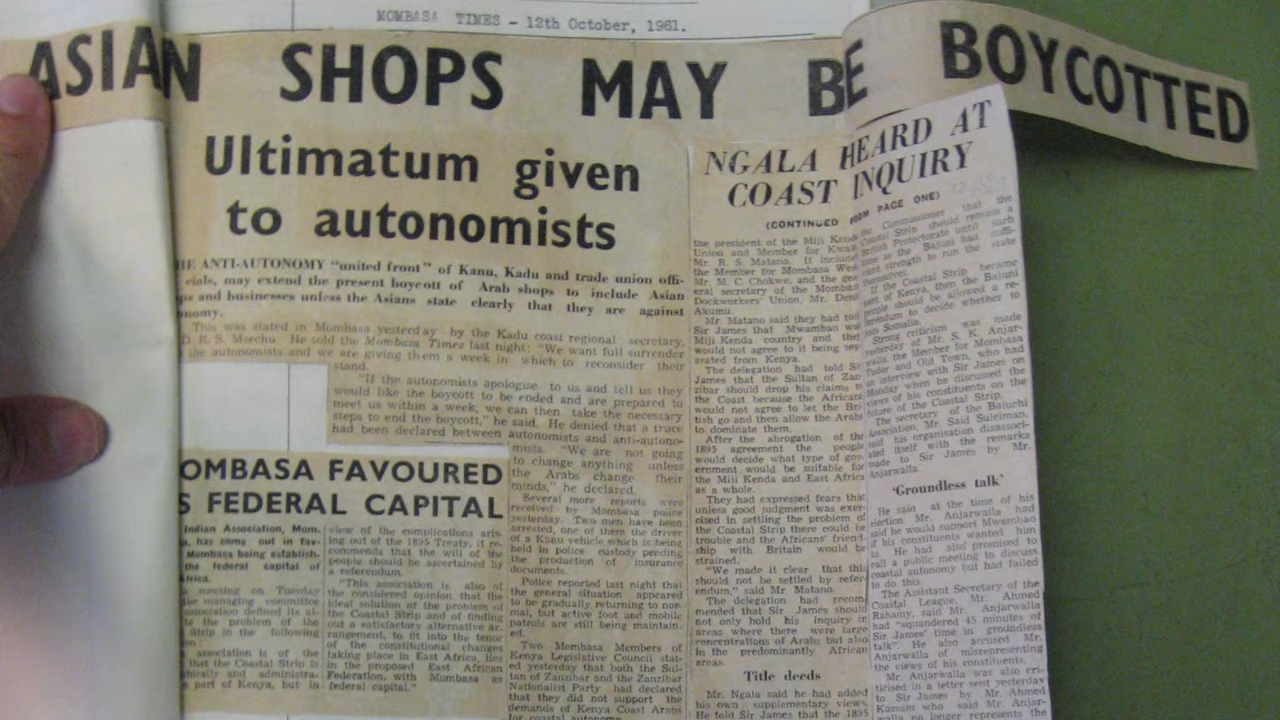 MOMBASA TIMES - 12th October, 1961.
ASIAN SHOPS MAY BE BOYCOTTED
Ultimatum given
to autonomists
HE ANTI-AUTONOMY "united front" of Kanu, Kadu and trade union offi-
cials, may extend the present boycott of Arab shops to include Asian
ps and businesses unless the Asians state clearly that they are against
onomy.
This was stated in Mombasa yesterday by the Kadu coast regional secretary,
D. R. S. Msechu. He told the Mombasa Times last night: "We want full surrender
the autonomists and we are giving them a week in which to reconsider their
stand.
"If the autonomists apologise to us and tell us they
would like the boycott to be ended and are prepared to
meet us within a week, we can then take the necessary
steps to end the boycott," he said. He denied that a truce
had been declared between autonomists and anti-autono-
mists. "We are not going
to change anything unless
the Arabs change their
minds," he declared.
Several more reports were
received by Mombasa police
yesterday. Two men have been
arrested, one of them the driver
of a Kanu vehicle which is being
held in police custody pending
the production of insurance
documents.
Police reported last night that
the general situation appeared
to be gradually returning to nor-
mal, but active foot and mobile
patrols are still being maintain.
ed.
Two Mombasa Members of
Kenya Legislative Council stat-
ed yesterday that both the Sul-
tan of Zanzibar and the Zanzibar
Nationalist Party had declared
that they did not support the
demands of Kenya Coast Arabs
for coastal autonomy
OMBASA FAVOURED
S FEDERAL CAPITAL
Indian Association, Mom.
a, has come out in fav-
Mombasa being establish-
the federal capital of
Africa.
a meeting on Tuesday
the managing committee
association defined its at-
to the problem of the
Strip in the following
so:
association is of the
that the Coastal Strip is
phically and administra-
a part of Kenya, but in
view of the complications aris-
ing out of the 1895 Treaty, it re-
commends that the will of the
people should be ascertained by
a referendum.
"This association is also of
the considered opinion that the
ideal solution of the problem of
the Coastal Strip and of finding
out a satisfactory alternative ar-
rangement, to fit into the tenor
of the constitutional changes
taking place in East Africa, lies
in the proposed East African
Federation, with Mombasa as
federal capital."
NGALA HEARD AT
COAST INQUIRY
(CONTINUED FROM PAGE ONE)
the president of the Miji Kenda
Union and Member for Kwale
Mr. R. S. Matano. It include
the Member for Mombasa Wes
Mr. M. C. Chokwe, and the gen
eral secretary of the Mombas
Dockworkers' Union, Mr. Deni
Akumu.
Mr. Matano said they had tol
Sir James that Mwambao wa
Miji Kenda country and the
would not agree to it being sep
arated from Kenya.
The delegation had told Si
James that the Sultan of Zan
zibar should drop his claims
the Coast because the African
would not agree to let the Bri
tish go and then allow the Arab
to dominate them.
After the abrogation of the
1895 agreement the people
would decide what type of gov.
ernment would be suitable for
the Miji Kenda and East Africa
as a whole.
They had expressed fears that
unless good judgment was exer-
cised in settling the problem of
the Coastal Strip there could be
trouble and the Africans' friend.
ship with Britain would be
strained.
"We made it clear that this
should not be settled by refer-
endum," said Mr. Matano.
The delegation had recom
mended that Sir James should
not only hold his inquiry in
areas where there were large
concentrations of Arabs but also
in the predominantly African
areas.
Title deeds
Mr. Ngala said he had added
his own supplementary views.
He told Sir James that the 1895
the Commissioner that the
Coastal Strip should remain a
British Protectorate until such
time as the Bajuni had suffi-
cient strength to run the state
themselves.
If the Coastal Strip became
part of Kenya, then the Bajuni
people should be allowed a re-
ferendum to decide whether to
join Somalia.
Strong criticism was made
yesterday of Mr. S. K. Anjar-
walla, the Member for Mombasa
Tudor and Old Town, who had
an interview with Sir James on
Monday when he discussed the
views of his constituents on the
future of the Coastal Strip.
The secretary of the Baluchi
Association, Mr. Said Suleiman,
said his organisation disassoci-
ated itself with the remarks
made to Sir James by Mr.
Anjarwalla.
'Groundless talk'
He said at the time of his
election Mr. Anjarwalla had
said he would support Mwambao
if his constituents wanted him
to. He had also promised to
call a public meeting to discuss
coastal autonomy but had failed
to do this.
The Assistant Secretary of the
Coastal League, Mr. Ahmed
Rahamy, said Mr. Anjarwalla
had "squandered 45 minutes of
Sir James' time in groundless
talk" He also accused Mr.
Anjarwalla of misrepresenting
the views of his constituents.
Mr. Anjarwalla was also cri-
ticised in a letter sent yesterday
to Sir James by Mr. Ahmed
Kassam who said Mr. Anjar-
walla no longer represents the